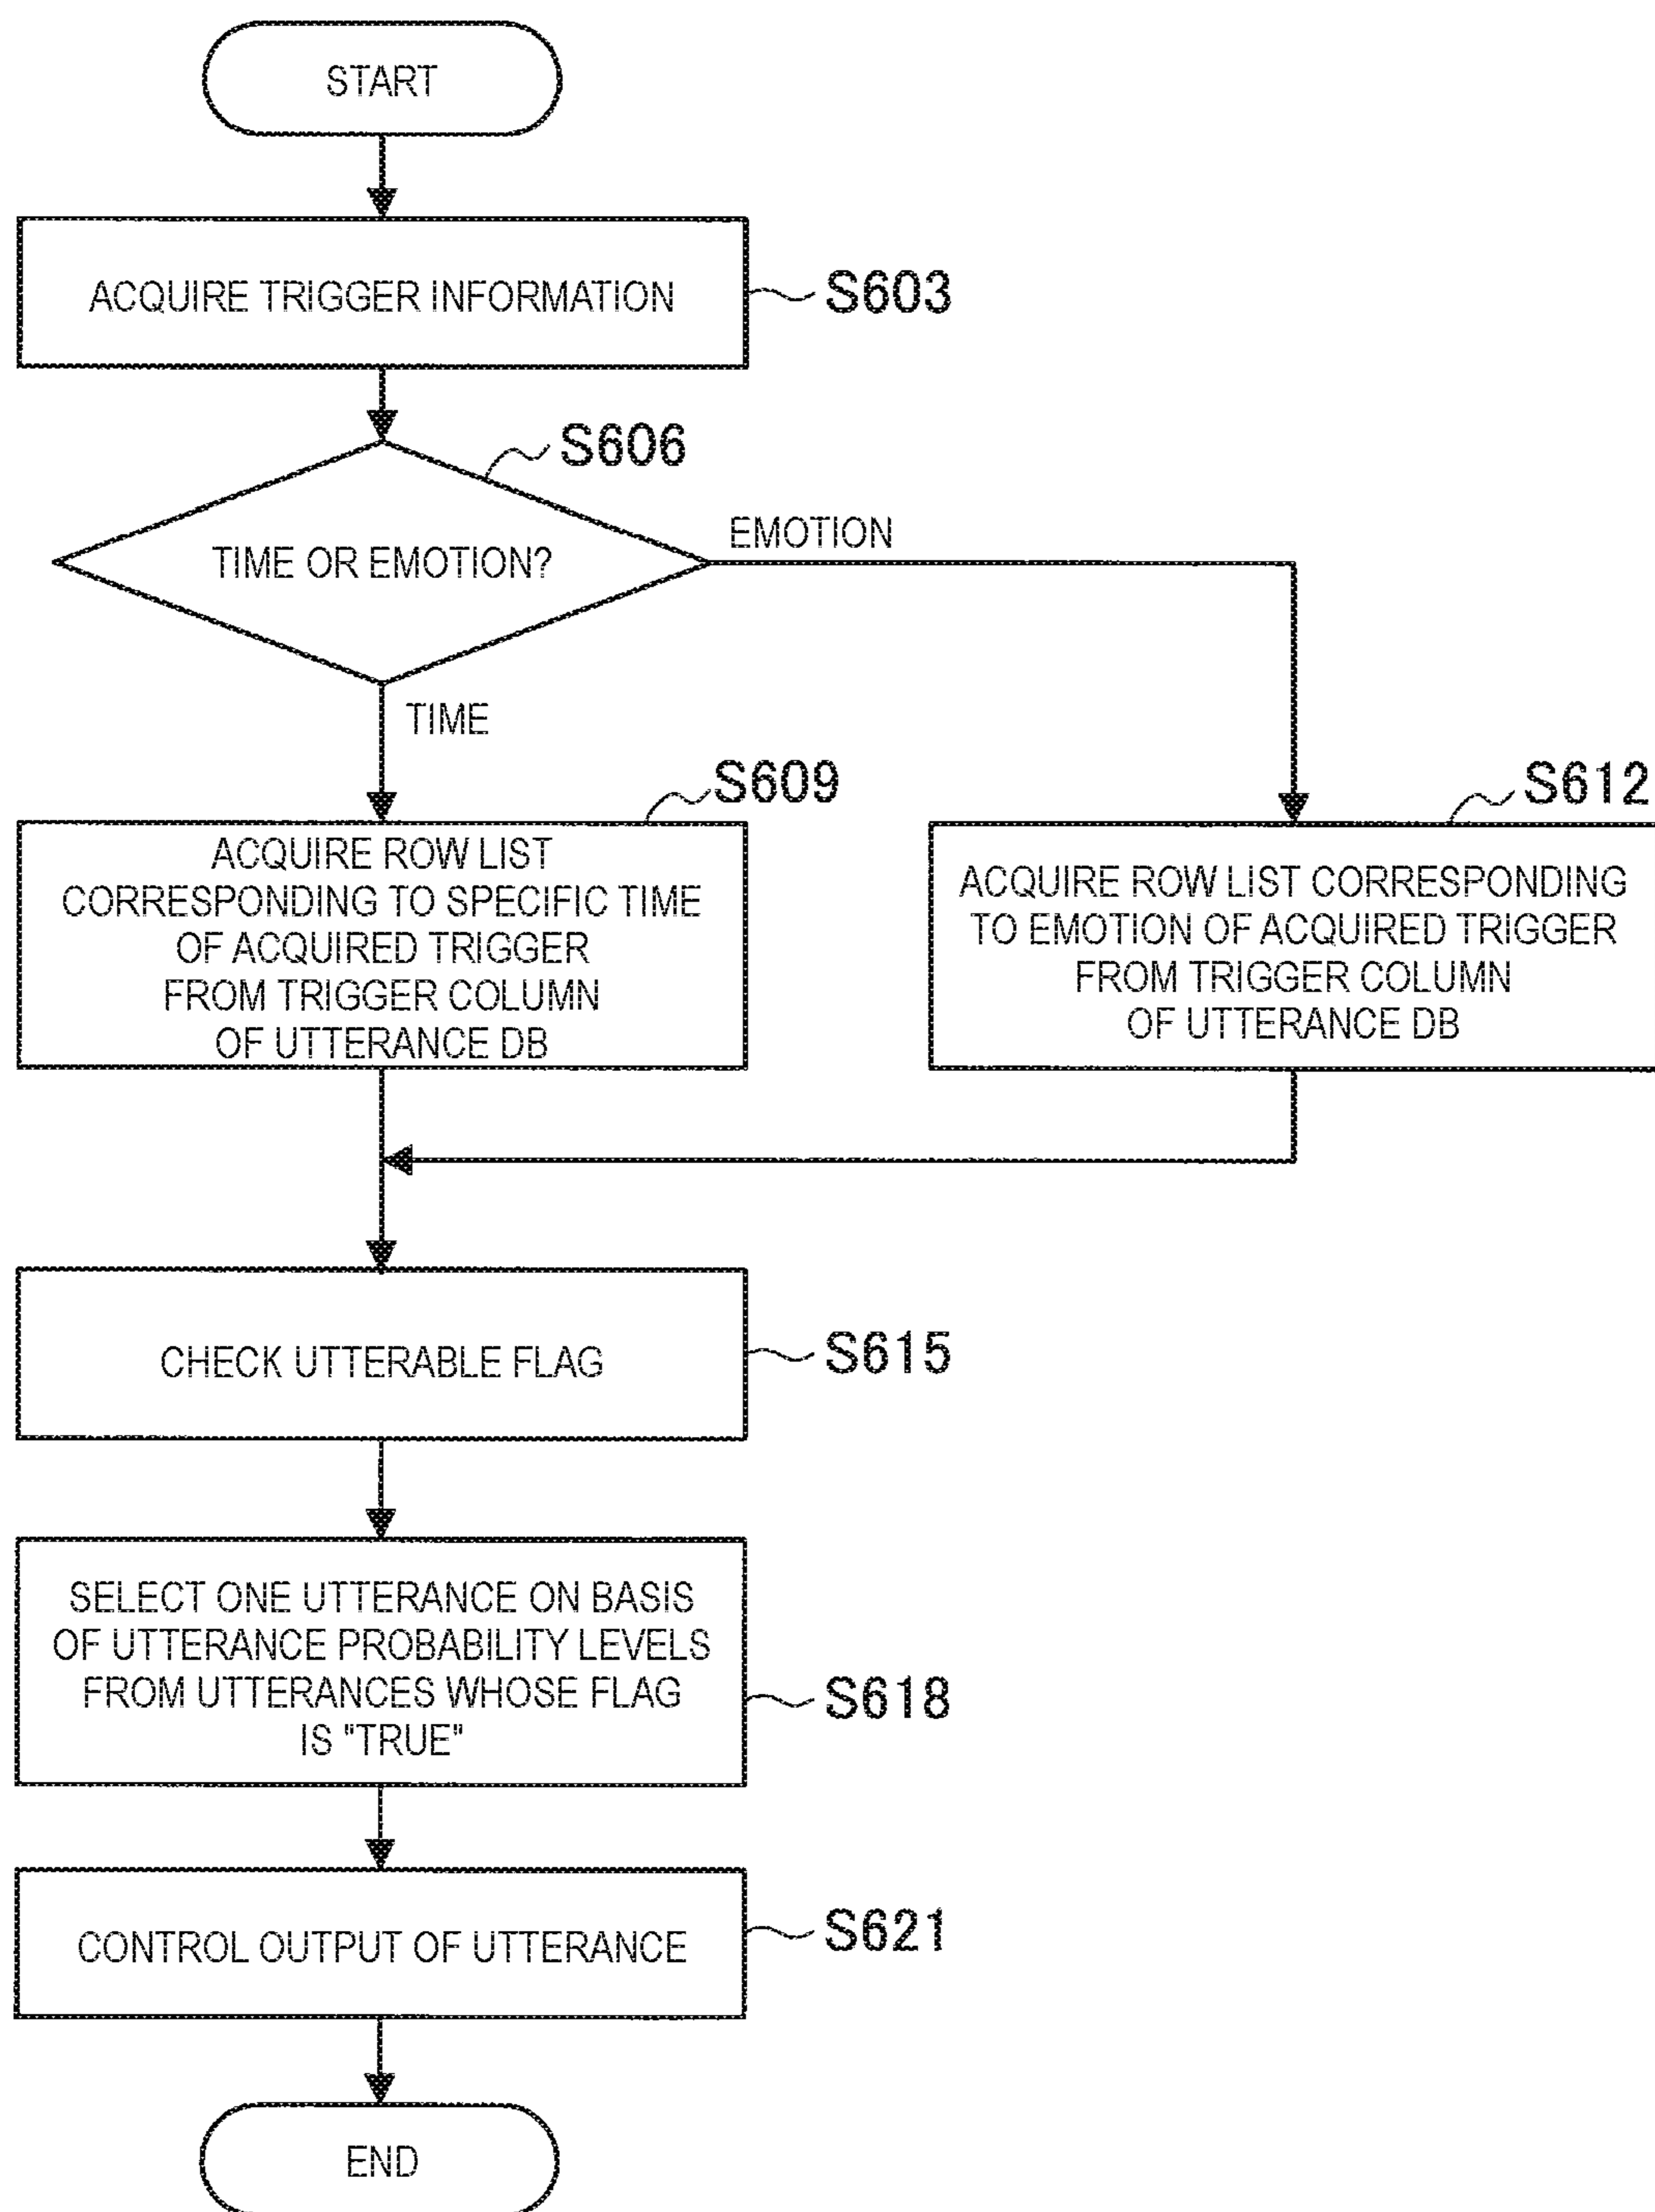 START
ACQUIRE TRIGGER INFORMATION
S603
S606
TIME OR EMOTION?
EMOTION
TIME
S609
ACQUIRE ROW LIST
CORRESPONDING TO SPECIFIC TIME
OF ACQUIRED TRIGGER
FROM TRIGGER COLUMN
OF UTTERANCE DB
S612
ACQUIRE ROW LIST CORRESPONDING
TO EMOTION OF ACQUIRED TRIGGER
FROM TRIGGER COLUMN
OF UTTERANCE DB
CHECK UTTERABLE FLAG
S615
SELECT ONE UTTERANCE ON BASIS
OF UTTERANCE PROBABILITY LEVELS
FROM UTTERANCES WHOSE FLAG
IS "TRUE"
S618
CONTROL OUTPUT OF UTTERANCE
S621
END